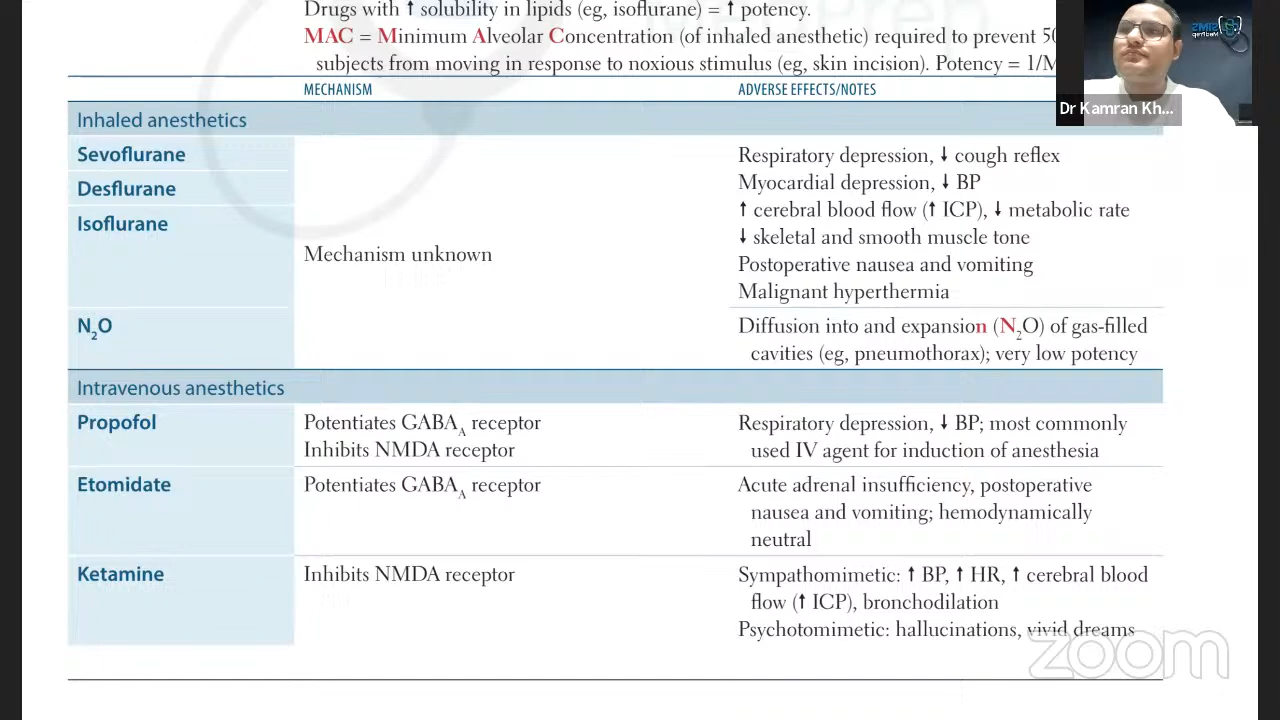 Drugs with ↑ solubility in lipids (eg, isoflurane) = ↑ potency.
MAC = Minimum Alveolar Concentration (of inhaled anesthetic) required to prevent 50
subjects from moving in response to noxious stimulus (eg, skin incision). Potency = 1/M
MECHANISM ADVERSE EFFECTS/NOTES
Dr Kamran Kh...
Inhaled anesthetics
Sevoflurane
Desflurane
Isoflurane
Mechanism unknown
Respiratory depression, ↓ cough reflex
Myocardial depression, ↓ BP
↑ cerebral blood flow (↑ ICP), ↓ metabolic rate
↓ skeletal and smooth muscle tone
Postoperative nausea and vomiting
Malignant hyperthermia
N₂O
Diffusion into and expansion (N₂O) of gas-filled
cavities (eg, pneumothorax); very low potency
Intravenous anesthetics
Propofol
Potentiates GABA_A receptor
Inhibits NMDA receptor
Respiratory depression, ↓ BP; most commonly
used IV agent for induction of anesthesia
Etomidate
Potentiates GABA_A receptor
Acute adrenal insufficiency, postoperative
nausea and vomiting; hemodynamically
neutral
Ketamine
Inhibits NMDA receptor
Sympathomimetic: ↑ BP, ↑ HR, ↑ cerebral blood
flow (↑ ICP), bronchodilation
Psychotomimetic: hallucinations, vivid dreams
zoom